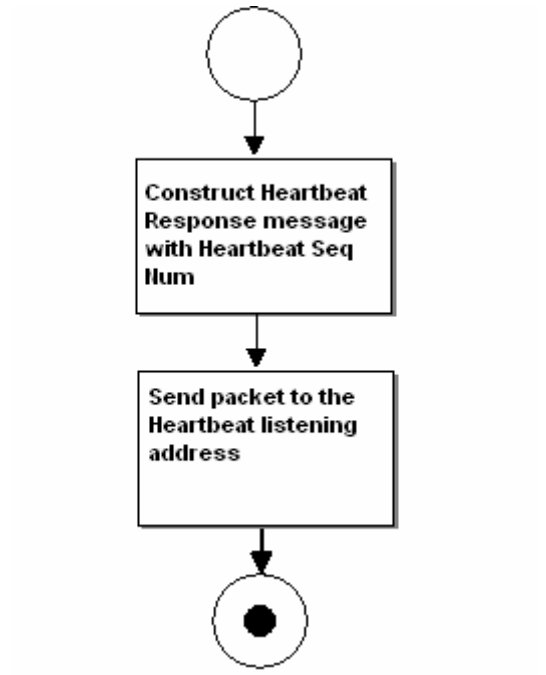 Construct Heartbeat
Response message
with Heartbeat Seq
Num
Send packet to the
Heartbeat listening
address